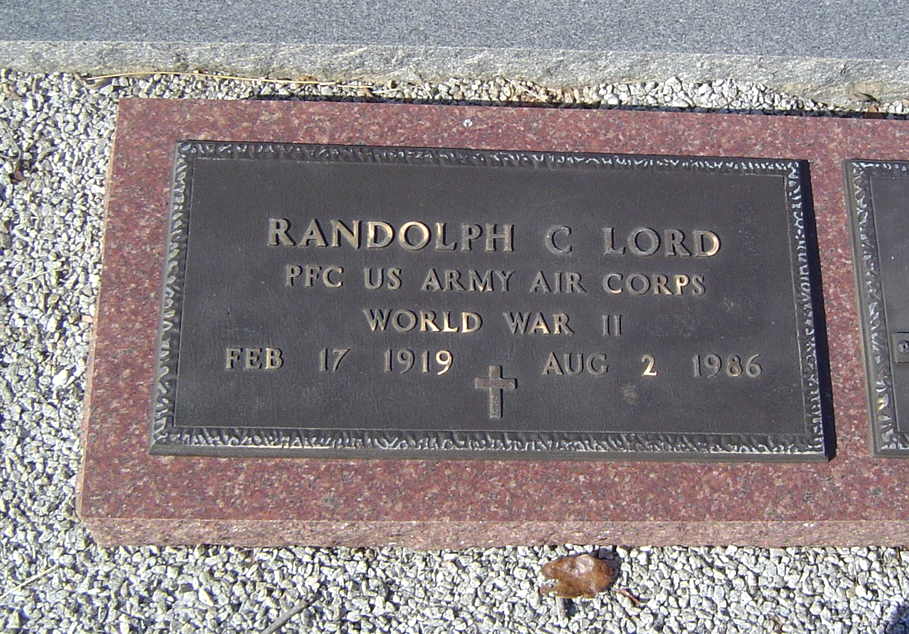 RANDOLPH C LORD
PFC US ARMY AIR CORPS
WORLD WAR II
FEB 17 1919 AUG 2 1986